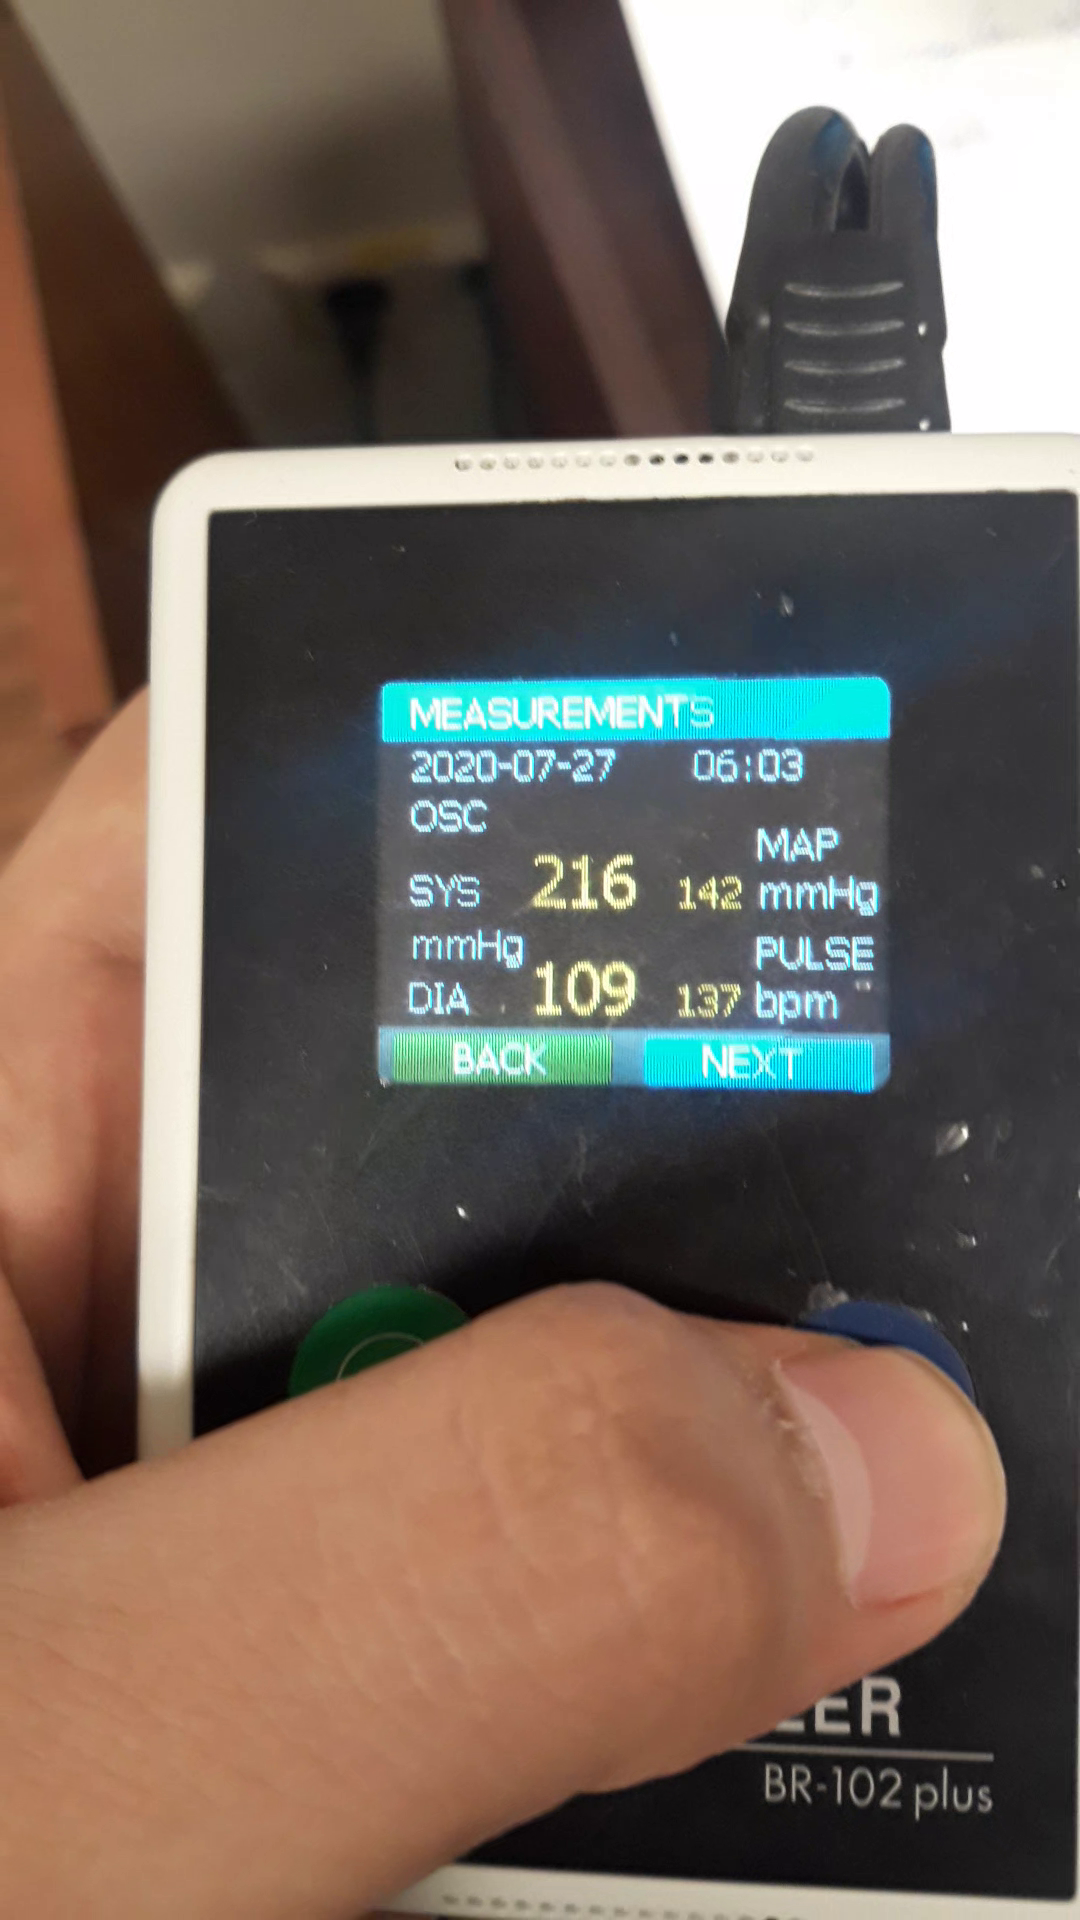 MEASUREMENTS
2020-07-27 06:03
OSC
MAP
SYS 216 142 mmHg
mmHg
PULSE
DIA 109 137 bpm
BACK NEXT
BR-102 plus